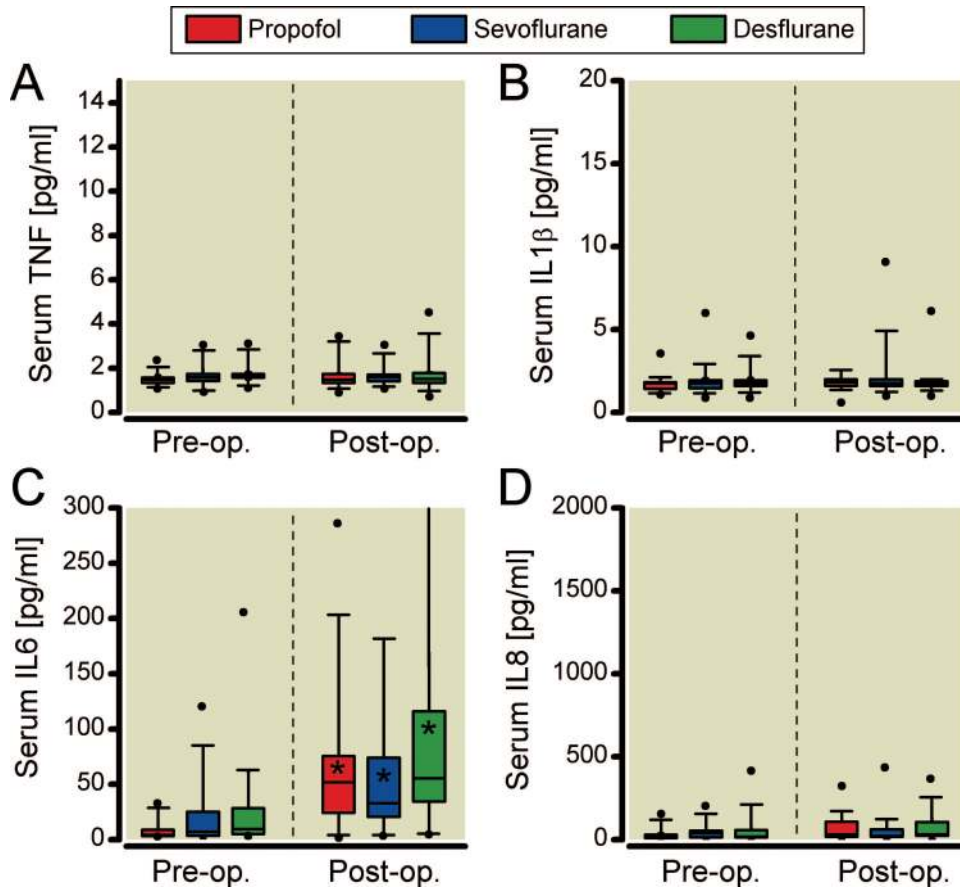 Propofol Sevoflurane Desflurane
A
Serum TNF [pg/ml]
14
12
10
8
6
4
2
0
Pre-op. Post-op.
B
Serum IL1β [pg/ml]
20
15
10
5
0
Pre-op. Post-op.
C
Serum IL6 [pg/ml]
300
250
200
150
100
50
0
* * *
Pre-op. Post-op.
D
Serum IL8 [pg/ml]
2000
1500
1000
500
0
Pre-op. Post-op.